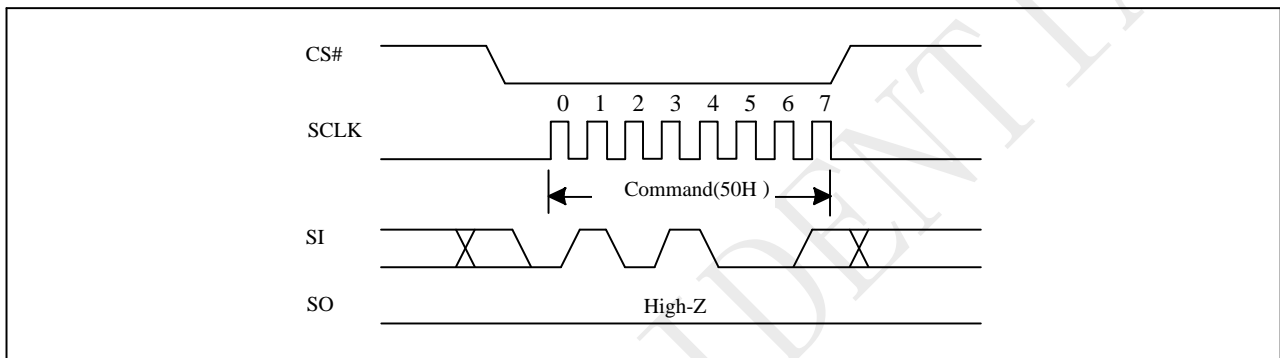 CS#
0 1 2 3 4 5 6 7
SCLK
Command(50H )
SI
SO High-Z